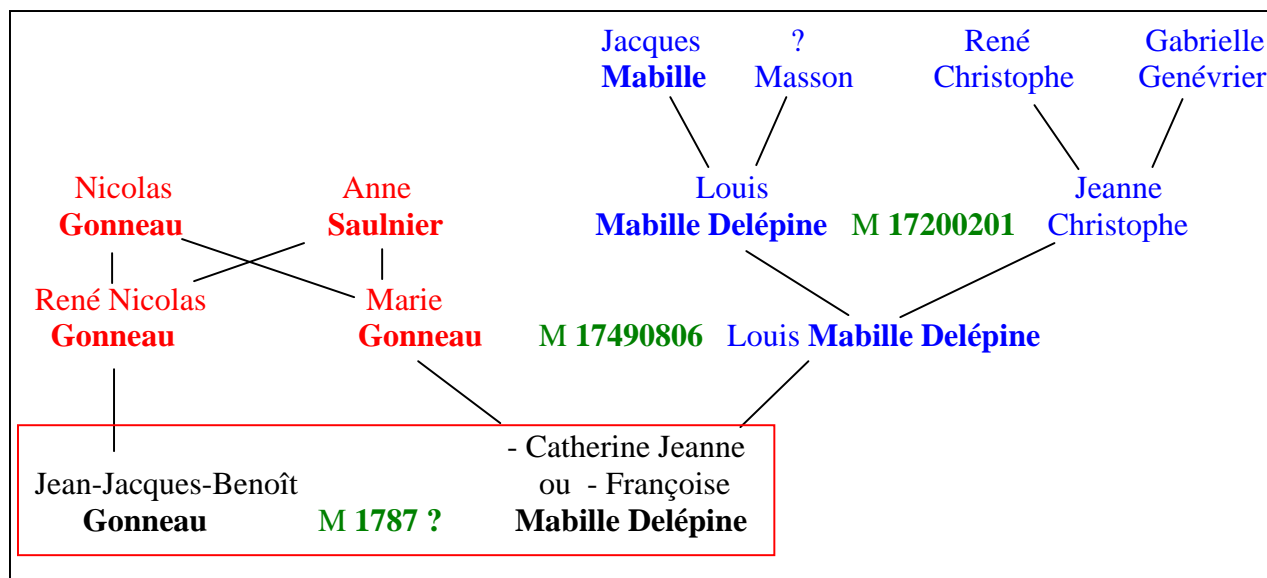 Jacques ? René Gabrielle
Mabille Masson Christophe Genévrier
Nicolas Anne Louis Jeanne
Gonneau Saulnier Mabille Delépine M 17200201 Christophe
René Nicolas Marie
Gonneau Gonneau M 17490806 Louis Mabille Delépine
- Catherine Jeanne
Jean-Jacques-Benoît ou - Françoise
Gonneau M 1787 ? Mabille Delépine